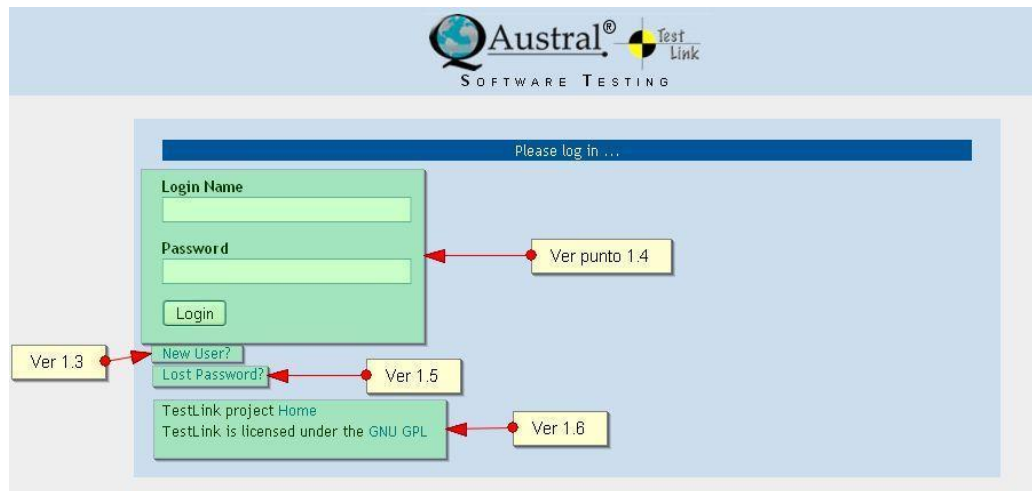 QAustral® Test Link
SOFTWARE TESTING
Please log in ...
Login Name
Password
Ver punto 1.4
Login
Ver 1.3
New User?
Lost Password?
Ver 1.5
TestLink project Home
TestLink is licensed under the GNU GPL
Ver 1.6